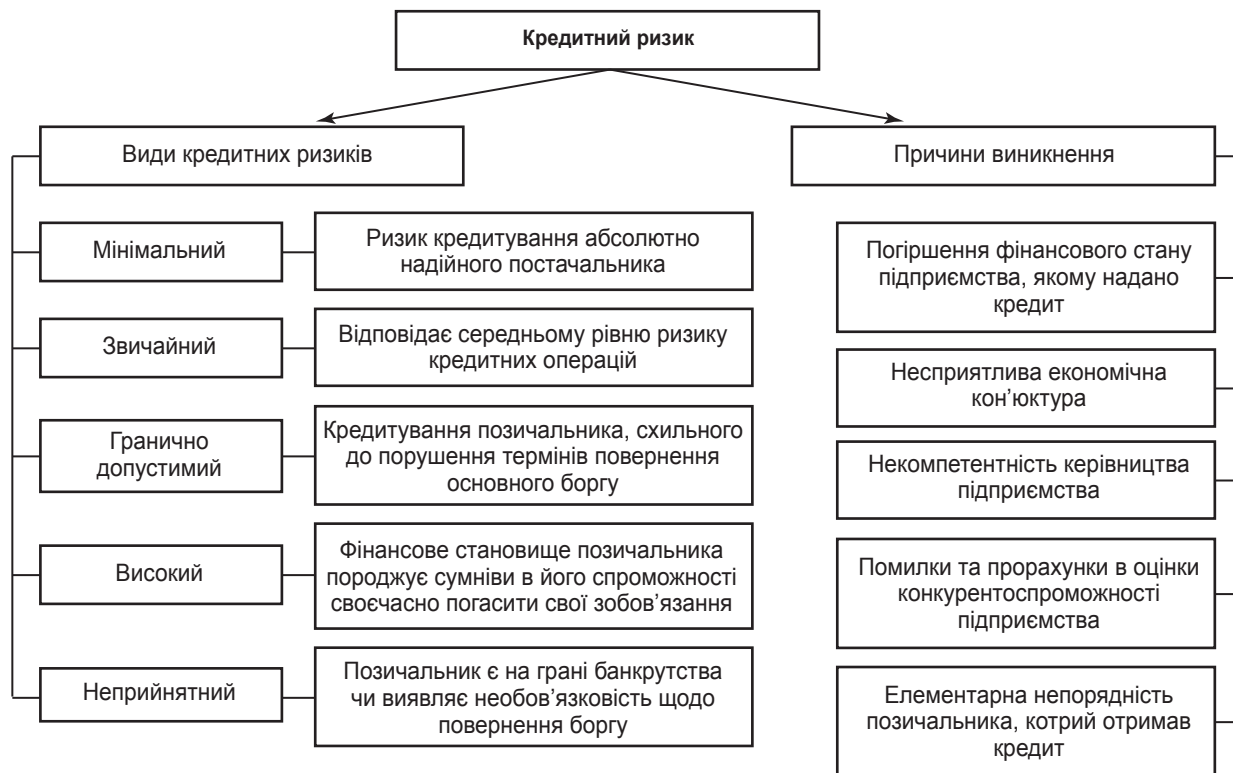 Кредитний ризик
Види кредитних ризиків
Причини виникнення
Мінімальний
Ризик кредитування абсолютно
надійного постачальника
Звичайний
Відповідає середньому рівню ризику
кредитних операцій
Гранично
допустимий
Кредитування позичальника, схильного
до порушення термінів повернення
основного боргу
Високий
Фінансове становище позичальника
породжує сумніви в його спроможності
своєчасно погасити свої зобов'язання
Неприйнятний
Позичальник є на грані банкрутства
чи виявляє необов'язковість щодо
повернення боргу
Погіршення фінансового стану
підприємства, якому надано
кредит
Несприятлива економічна
кон'юктура
Некомпетентність керівництва
підприємства
Помилки та прорахунки в оцінки
конкурентоспроможності
підприємства
Елементарна непорядність
позичальника, котрий отримав
кредит